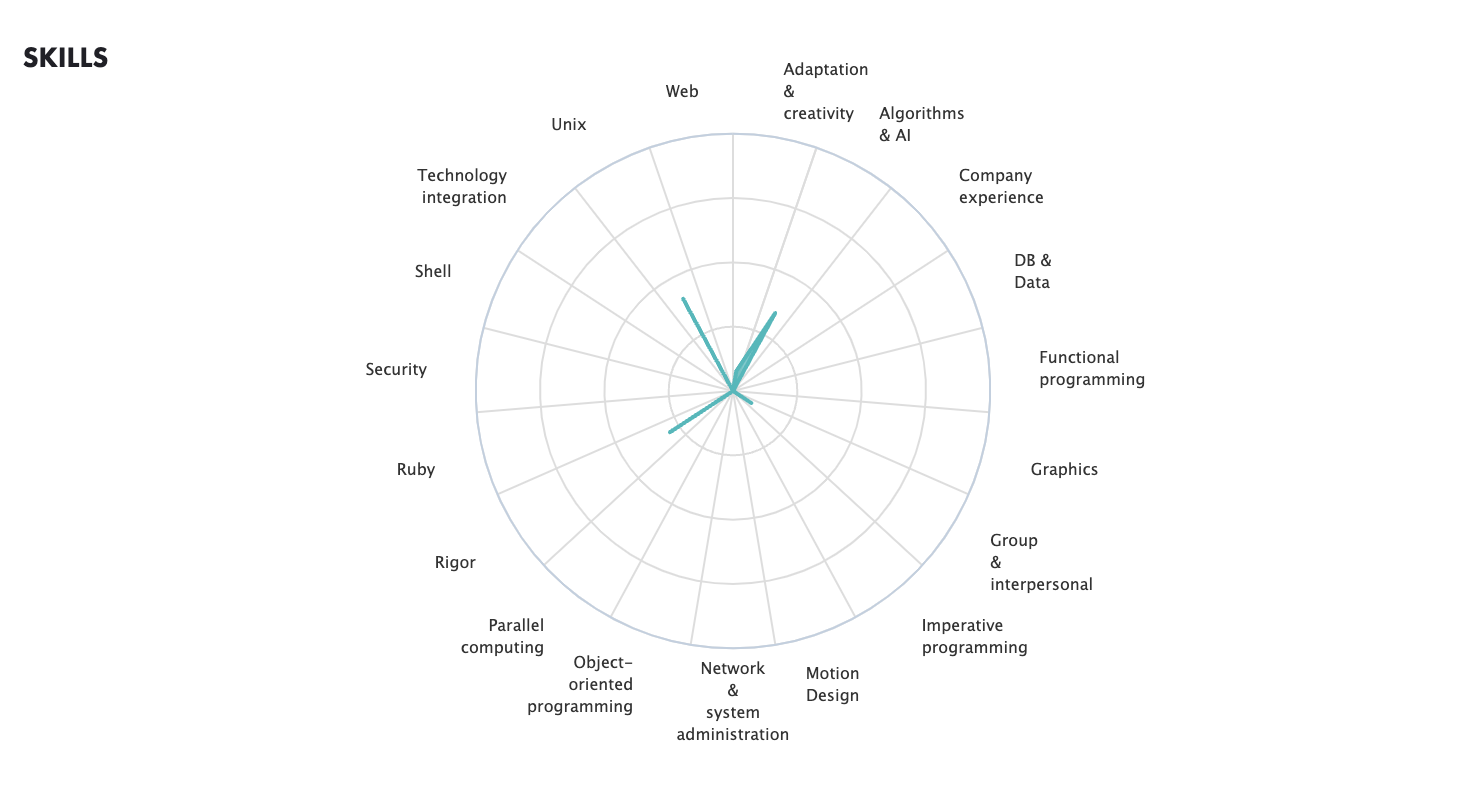 SKILLS
Adaptation
&
creativity
Algorithms
& AI
Company
experience
DB &
Data
Functional
programming
Graphics
Group
&
interpersonal
Imperative
programming
Motion
Design
Network
&
system
administration
Object-
oriented
programming
Parallel
computing
Rigor
Ruby
Security
Shell
Technology
integration
Unix
Web